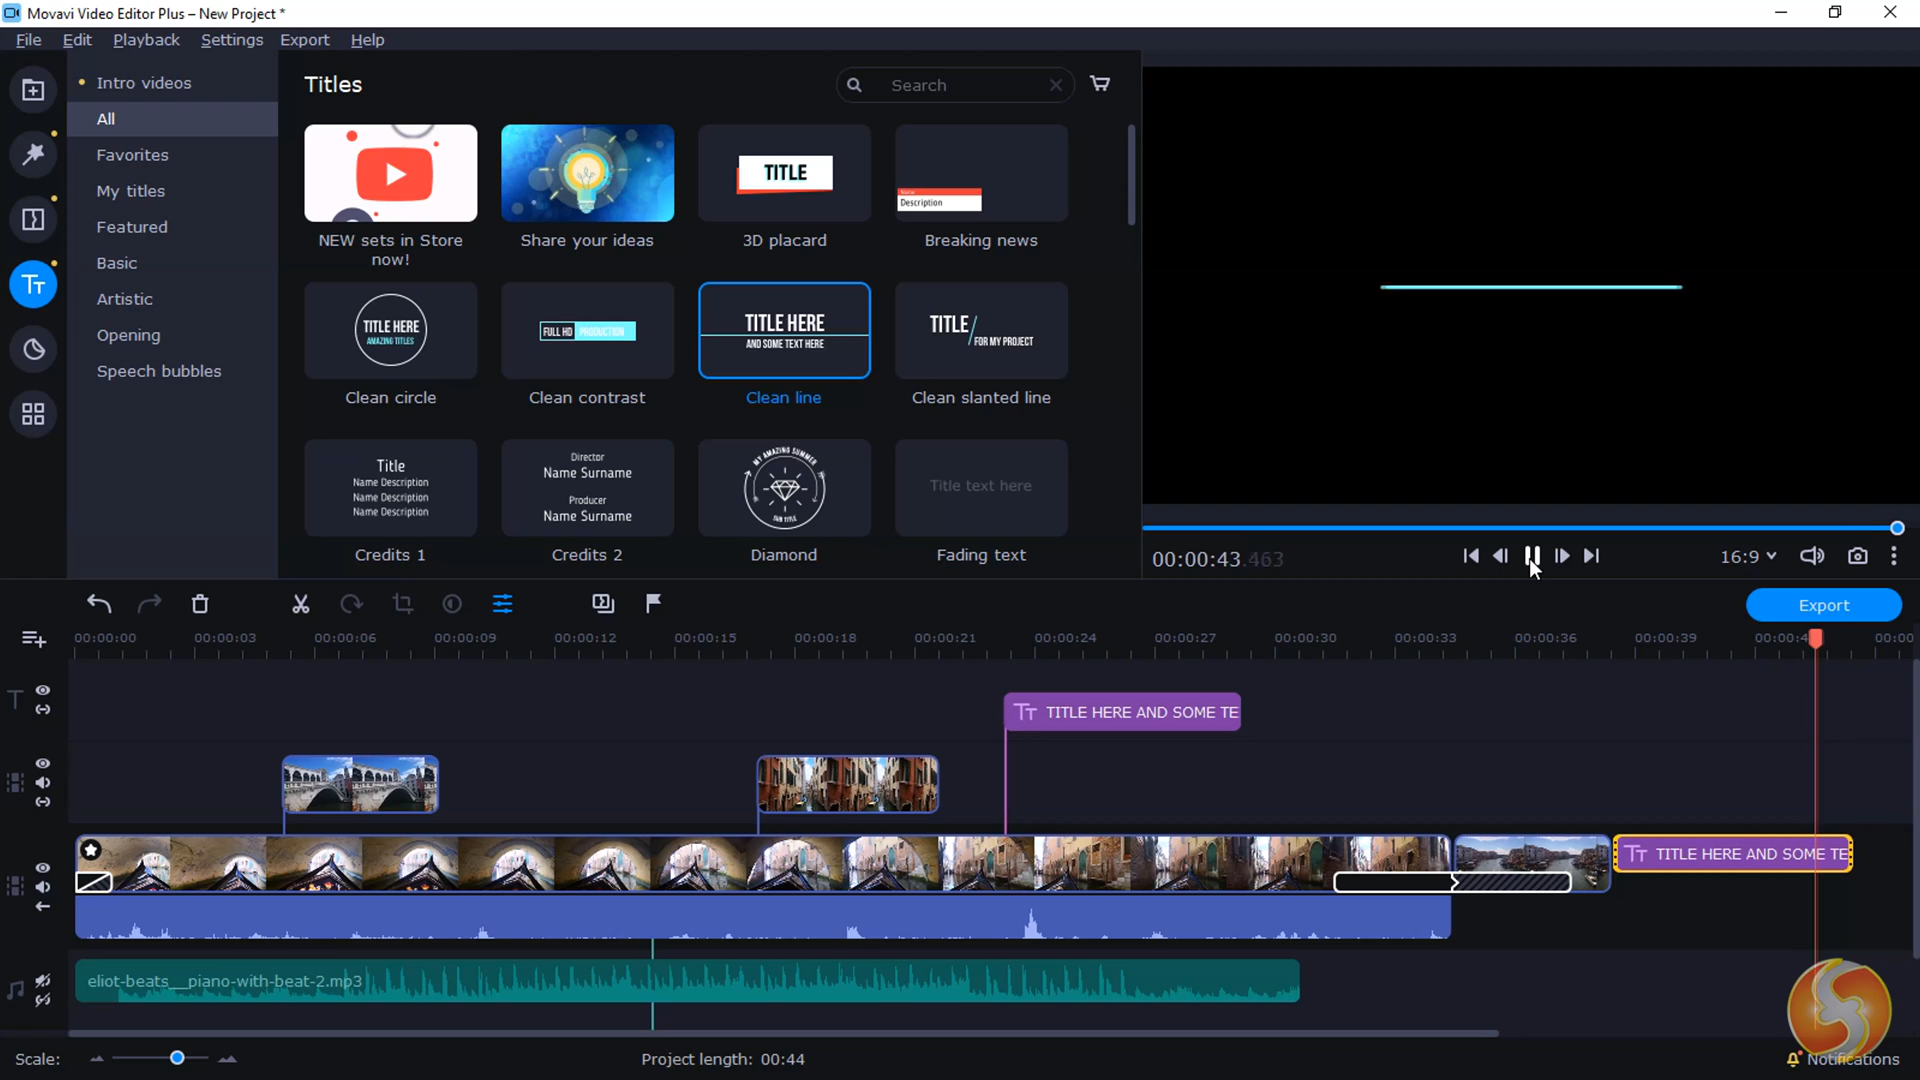 Movavi Video Editor Plus – New Project *
File Edit Playback Settings Export Help
Intro videos
All
Favorites
My titles
Featured
Basic
Artistic
Opening
Speech bubbles
Titles
Search
NEW sets in Store
now!
Share your ideas
TITLE
3D placard
Name
Description
Breaking news
TITLE HERE
AMAZING TITLES
Clean circle
FULL HD PRODUCTION
Clean contrast
TITLE HERE
AND SOME TEXT HERE
Clean line
TITLE
FOR MY PROJECT
Clean slanted line
Title
Name Description
Name Description
Name Description
Credits 1
Director
Name Surname
Producer
Name Surname
Credits 2
MY AMAZING SUMMER
SUB TITLE
Diamond
Title text here
Fading text
00:00:43.463
16:9
Export
00:00:00 00:00:03 00:00:06 00:00:09 00:00:12 00:00:15 00:00:18 00:00:21 00:00:24 00:00:27 00:00:30 00:00:33 00:00:36 00:00:39 00:00:4 00:00
TITLE HERE AND SOME TE
TITLE HERE AND SOME TE
eliot-beats__piano-with-beat-2.mp3
Scale:
Project length: 00:44
Notifications